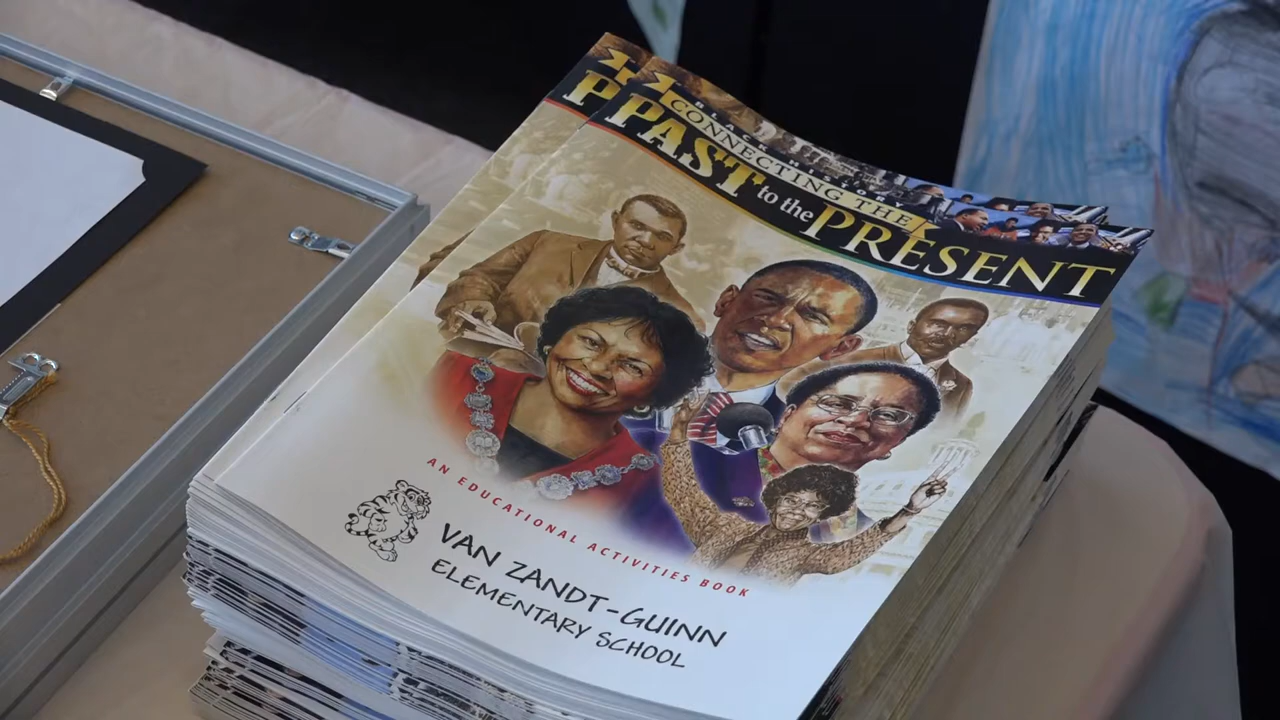 BLACK HISTORY
CONNECTING THE
PAST to the PRESENT
AN EDUCATIONAL ACTIVITIES BOOK
VAN ZANDT-GUINN
ELEMENTARY SCHOOL
P